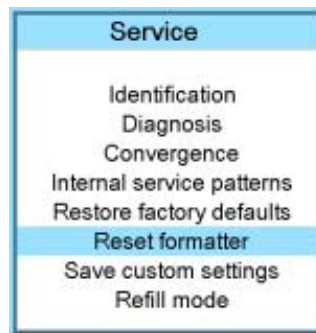 Service
Identification
Diagnosis
Convergence
Internal service patterns
Restore factory defaults
Reset formatter
Save custom settings
Refill mode